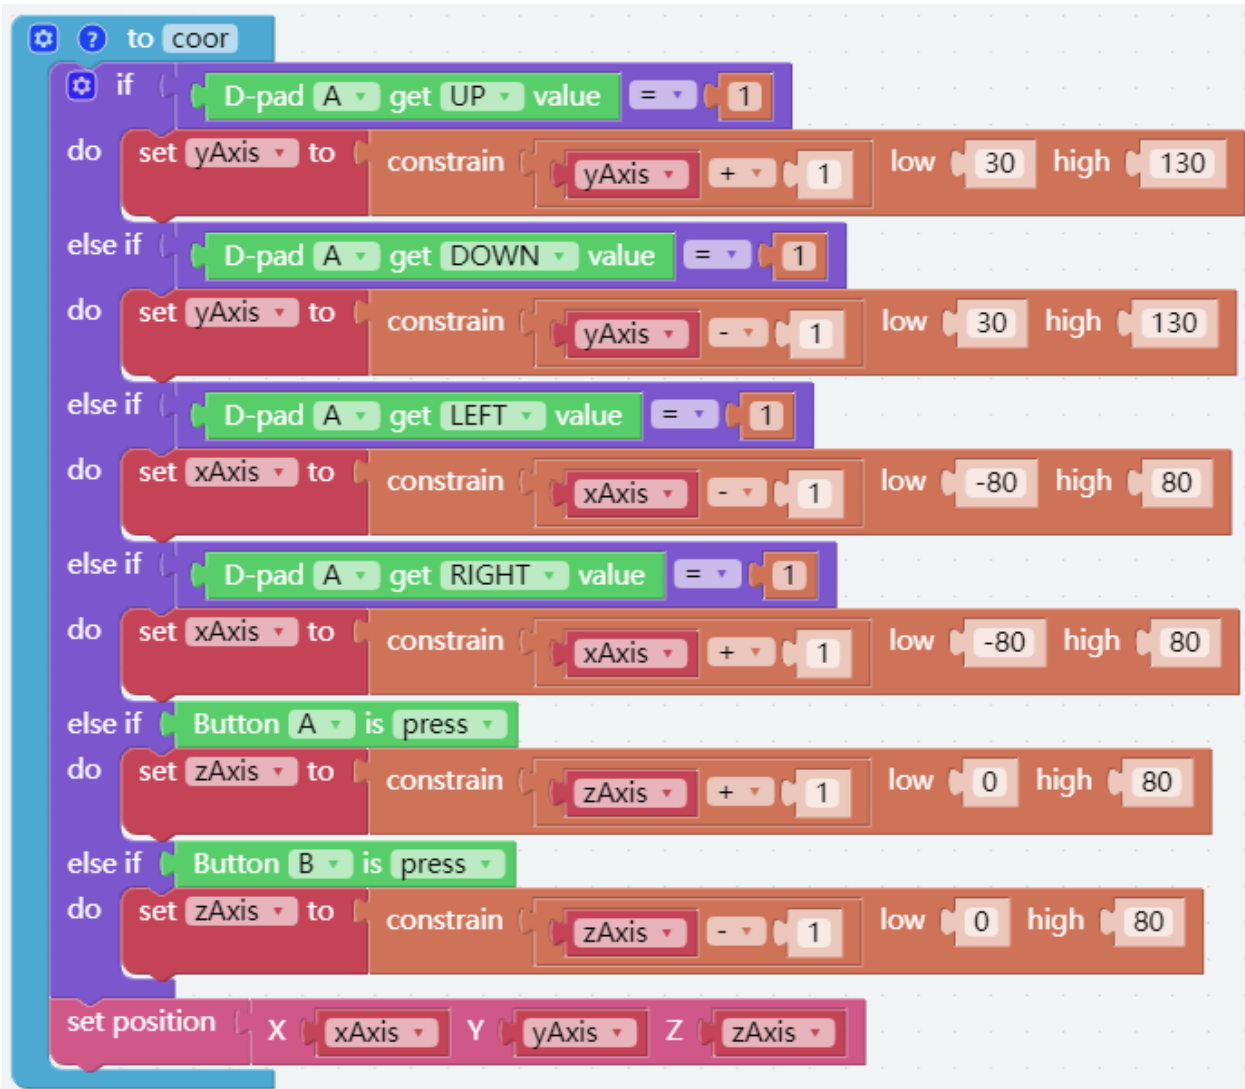 ? to coor
if D-pad A get UP value = 1
do set yAxis to constrain yAxis + 1 low 30 high 130
else if D-pad A get DOWN value = 1
do set yAxis to constrain yAxis - 1 low 30 high 130
else if D-pad A get LEFT value = 1
do set xAxis to constrain xAxis - 1 low -80 high 80
else if D-pad A get RIGHT value = 1
do set xAxis to constrain xAxis + 1 low -80 high 80
else if Button A is press
do set zAxis to constrain zAxis + 1 low 0 high 80
else if Button B is press
do set zAxis to constrain zAxis - 1 low 0 high 80
set position X xAxis Y yAxis Z zAxis